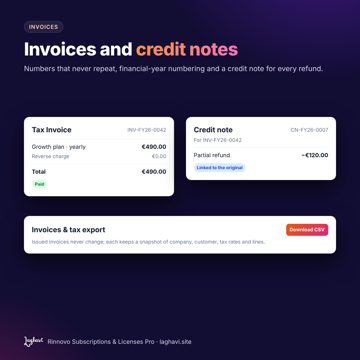 INVOICES
Invoices and credit notes
Numbers that never repeat, financial-year numbering and a credit note for every refund.
Tax Invoice INV-FY26-0042
Growth plan · yearly €490.00
Reverse charge €0.00
Total €490.00
Paid
Credit note CN-FY26-0007
For INV-FY26-0042
Partial refund −€120.00
Linked to the original
Invoices & tax export
Download CSV
Issued invoices never change: each keeps a snapshot of company, customer, tax rates and lines.
laghavi Rinnovo Subscriptions & Licenses Pro · laghavi.site